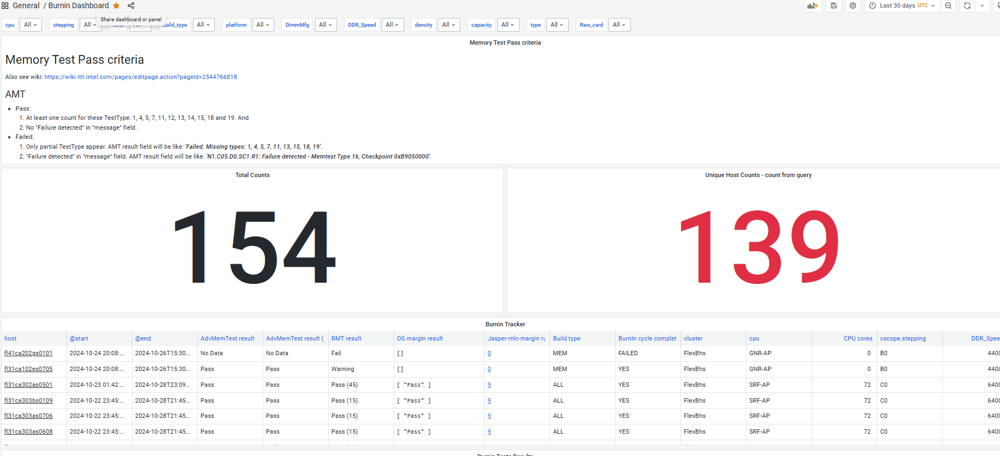 General / Burnin Dashboard
Last 30 days UTC
Share dashboard or panel
cpu All stepping All All build_type All platform All DimmMfg All DDR_Speed All density All capacity All type All Raw_card All
Memory Test Pass criteria
Memory Test Pass criteria
Also see wiki: https://wiki.ith.intel.com/pages/editpage.action?pageId=2544766818
AMT
Pass:
1. At least one count for these TestType: 1, 4, 5, 7, 11, 12, 13, 14, 15, 18 and 19. And
2. No "Failure detected" in "message" field.
Failed:
1. Only partial TestType appear. AMT result field will be like: 'Failed. Missing types: 1, 4, 5, 7, 11, 13, 15, 18, 19'.
2. "Failure detected" in "message" field. AMT result field will be like: 'N1.C05.D0.SC1.R1: Failure detected - Memtest Type 16, Checkpoint 0xB9050000'.
Total Counts
154
Unique Host Counts - count from query
139
Burnin Tracker
host @start @end AdvMemTest result AdvMemTest result ( RMT result OS margin result Jasper-mlc-margin ru Build type BurnIn cycle complet cluster cpu CPU cores cscope.stepping DDR_Spee
fl41ca202gs0101 2024-10-24 20:08:... 2024-10-26T15:30... No Data No Data Fail [] 0 MEM FAILED FlexBhs GNR-AP 0 B0 4400
fl31ca102es0705 2024-10-24 20:08:... 2024-10-26T15:30... Pass Pass Warning [] 0 MEM YES FlexBhs GNR-AP 0 B0 4400
fl31ca302as0501 2024-10-23 01:42:... 2024-10-28T23:09... Pass Pass Pass (45) [ "Pass" ] 9 ALL YES FlexBhs SRF-AP 72 C0 6400
fl31ca303bs0109 2024-10-22 23:45:... 2024-10-28T21:45... Pass Pass Pass (15) [ "Pass" ] 9 ALL YES FlexBhs SRF-AP 72 C0 6400
fl31ca303as0706 2024-10-22 23:45:... 2024-10-28T21:45... Pass Pass Pass (15) [ "Pass" ] 9 ALL YES FlexBhs SRF-AP 72 C0 6400
fl31ca303as0608 2024-10-22 23:45:... 2024-10-28T21:45... Pass Pass Pass (15) [ "Pass" ] 9 ALL YES FlexBhs SRF-AP 72 C0 6400
Burnin Tests Results